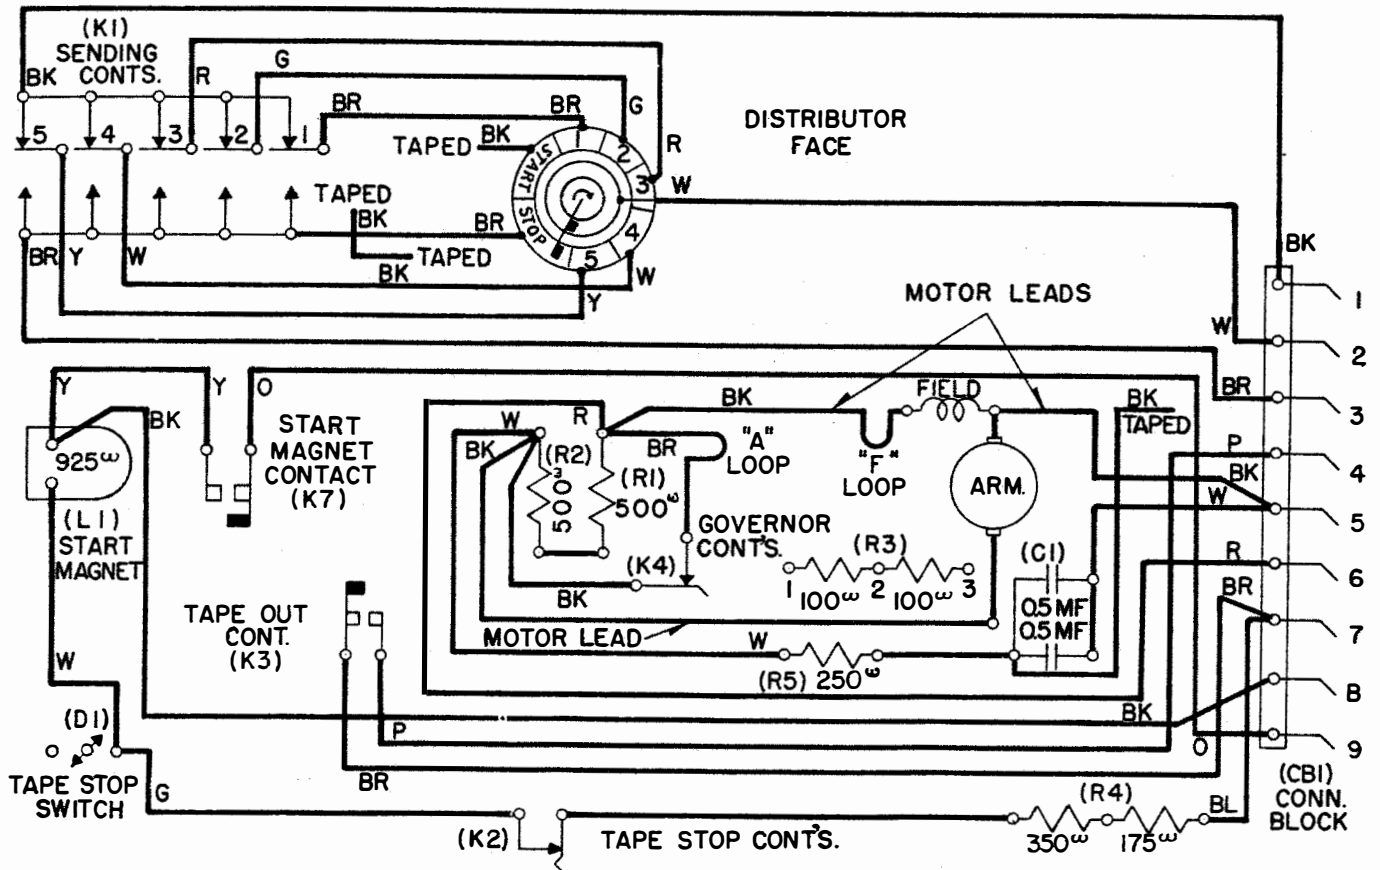 (K1)
SENDING
CONTS.
BK
R
G
BR
BR
G
R
5
4
3
2
1
TAPED
BK
START
STOP
1
2
3
4
5
DISTRIBUTOR
FACE
W
TAPED
BK
BR
TAPED
BK
BR
Y
W
W
Y
BK
MOTOR LEADS
1
W
2
BR
3
Y
Y
O
BK
START
MAGNET
CONTACT
(K7)
925ω
(L1)
START
MAGNET
W
BK
R
BK
BR
"A"
LOOP
"F"
LOOP
FIELD
BK
TAPED
P
4
BK
W
5
(R2)
500ω
(R1)
500ω
ARM.
GOVERNOR
CONT'S.
(K4)
BK
(R3)
1
100ω
2
100ω
3
(C1)
0.5 MF
0.5 MF
R
6
BR
7
TAPE OUT
CONT.
(K3)
MOTOR LEAD
W
(R5)
250ω
8
BK
W
(D1)
TAPE STOP
SWITCH
G
P
BR
O
9
(K2)
TAPE STOP CONT'S.
(R4)
350ω
175ω
BL
(CB1)
CONN.
BLOCK